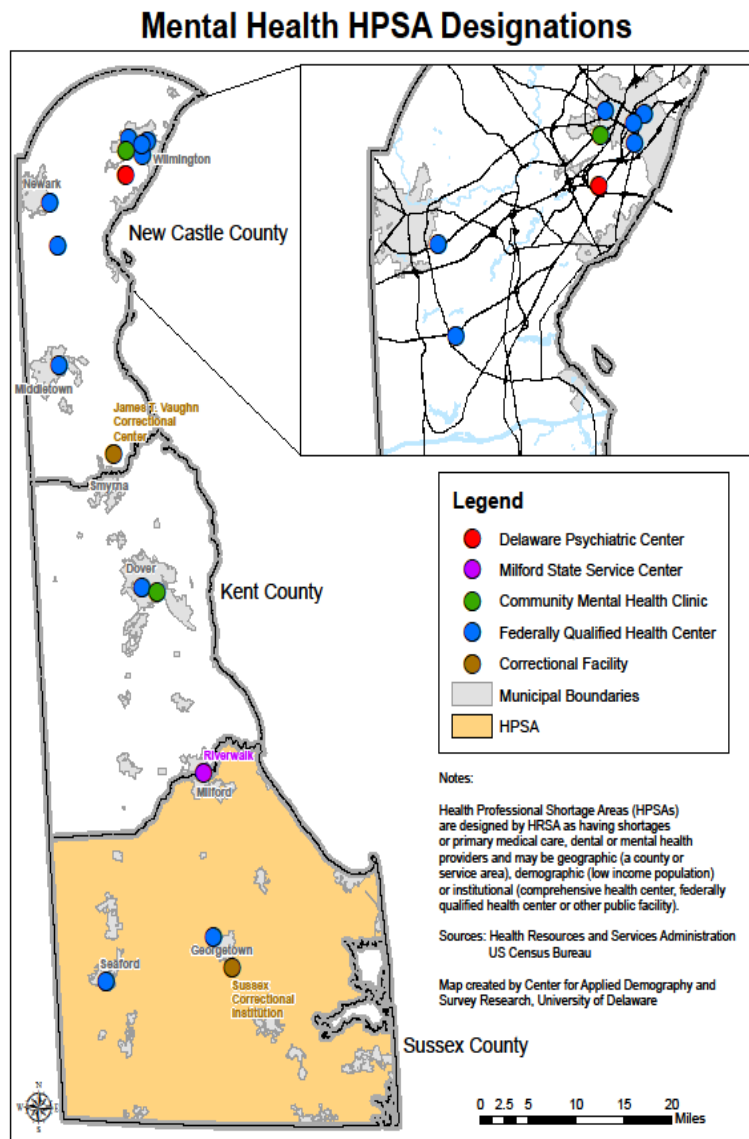 Mental Health HPSA Designations
Wilmington
Newark
New Castle County
Middletown
James T. Vaughn
Correctional
Center
Smyrna
Dover
Kent County
Riverwalk
Milford
Georgetown
Seaford
Sussex
Correctional
Institution
Sussex County
N
W
E
S
Legend
Delaware Psychiatric Center
Milford State Service Center
Community Mental Health Clinic
Federally Qualified Health Center
Correctional Facility
Municipal Boundaries
HPSA
Notes:
Health Professional Shortage Areas (HPSAs)
are designed by HRSA as having shortages
or primary medical care, dental or mental health
providers and may be geographic (a county or
service area), demographic (low income population)
or institutional (comprehensive health center, federally
qualified health center or other public facility).
Sources: Health Resources and Services Administration
US Census Bureau
Map created by Center for Applied Demography and
Survey Research, University of Delaware
0 2.5 5 10 15 20
Miles